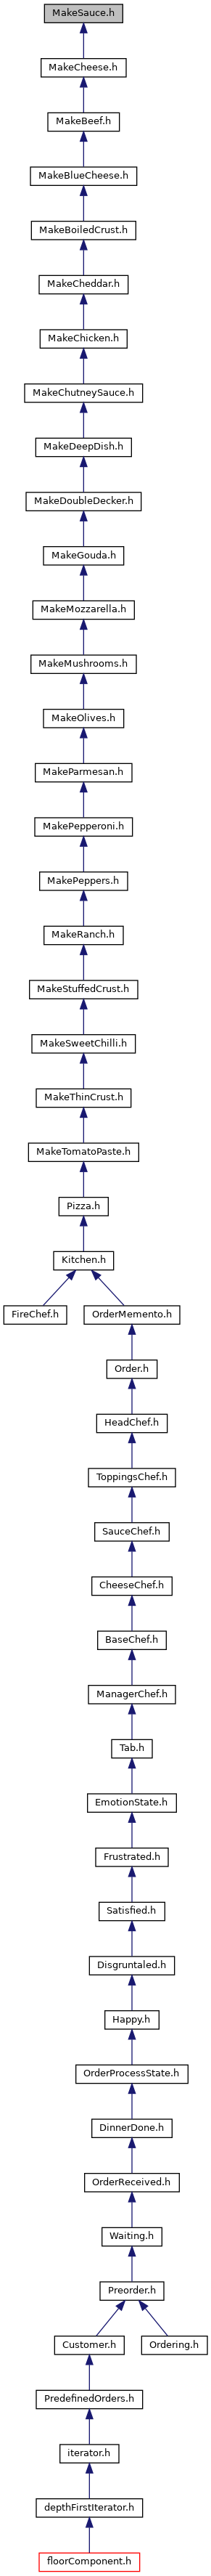 MakeSauce.h
MakeCheese.h
MakeBeef.h
MakeBlueCheese.h
MakeBoiledCrust.h
MakeCheddar.h
MakeChicken.h
MakeChutneySauce.h
MakeDeepDish.h
MakeDoubleDecker.h
MakeGouda.h
MakeMozzarella.h
MakeMushrooms.h
MakeOlives.h
MakeParmesan.h
MakePepperoni.h
MakePeppers.h
MakeRanch.h
MakeStuffedCrust.h
MakeSweetChilli.h
MakeThinCrust.h
MakeTomatoPaste.h
Pizza.h
Kitchen.h
FireChef.h
OrderMemento.h
Order.h
HeadChef.h
ToppingsChef.h
SauceChef.h
CheeseChef.h
BaseChef.h
ManagerChef.h
Tab.h
EmotionState.h
Frustrated.h
Satisfied.h
Disgruntaled.h
Happy.h
OrderProcessState.h
DinnerDone.h
OrderReceived.h
Waiting.h
Preorder.h
Customer.h
Ordering.h
PredefinedOrders.h
iterator.h
depthFirstIterator.h
floorComponent.h